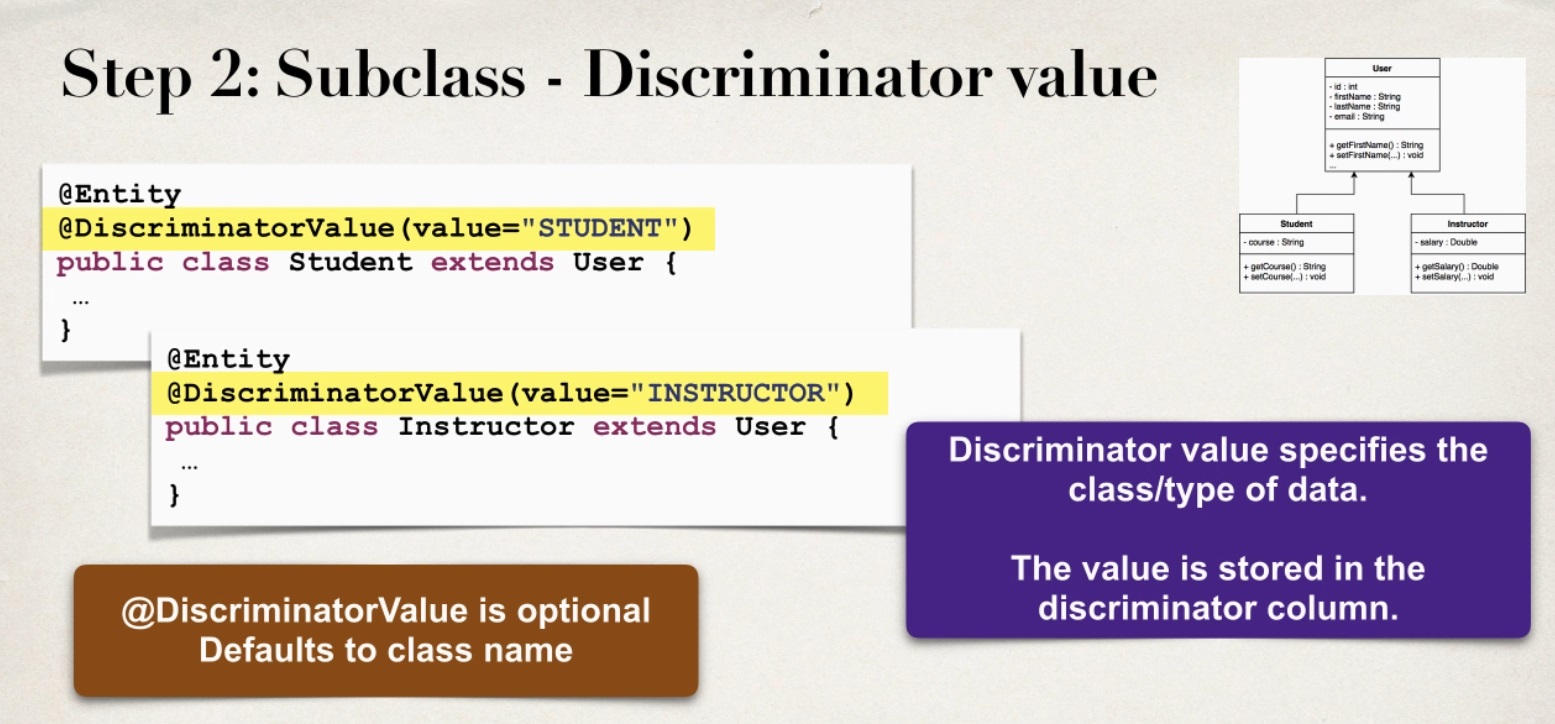 Step 2: Subclass - Discriminator value
User
- id : int
- firstName : String
- lastName : String
- email : String
+ getFirstName() : String
+ setFirstName(...) : void
...
Student
- course : String
+ getCourse() : String
+ setCourse(...) : void
Instructor
- salary : Double
+ getSalary() : Double
+ setSalary(...) : void
@Entity
@DiscriminatorValue(value="STUDENT")
public class Student extends User {
…
}
@Entity
@DiscriminatorValue(value="INSTRUCTOR")
public class Instructor extends User {
…
}
Discriminator value specifies the
class/type of data.
The value is stored in the
discriminator column.
@DiscriminatorValue is optional
Defaults to class name